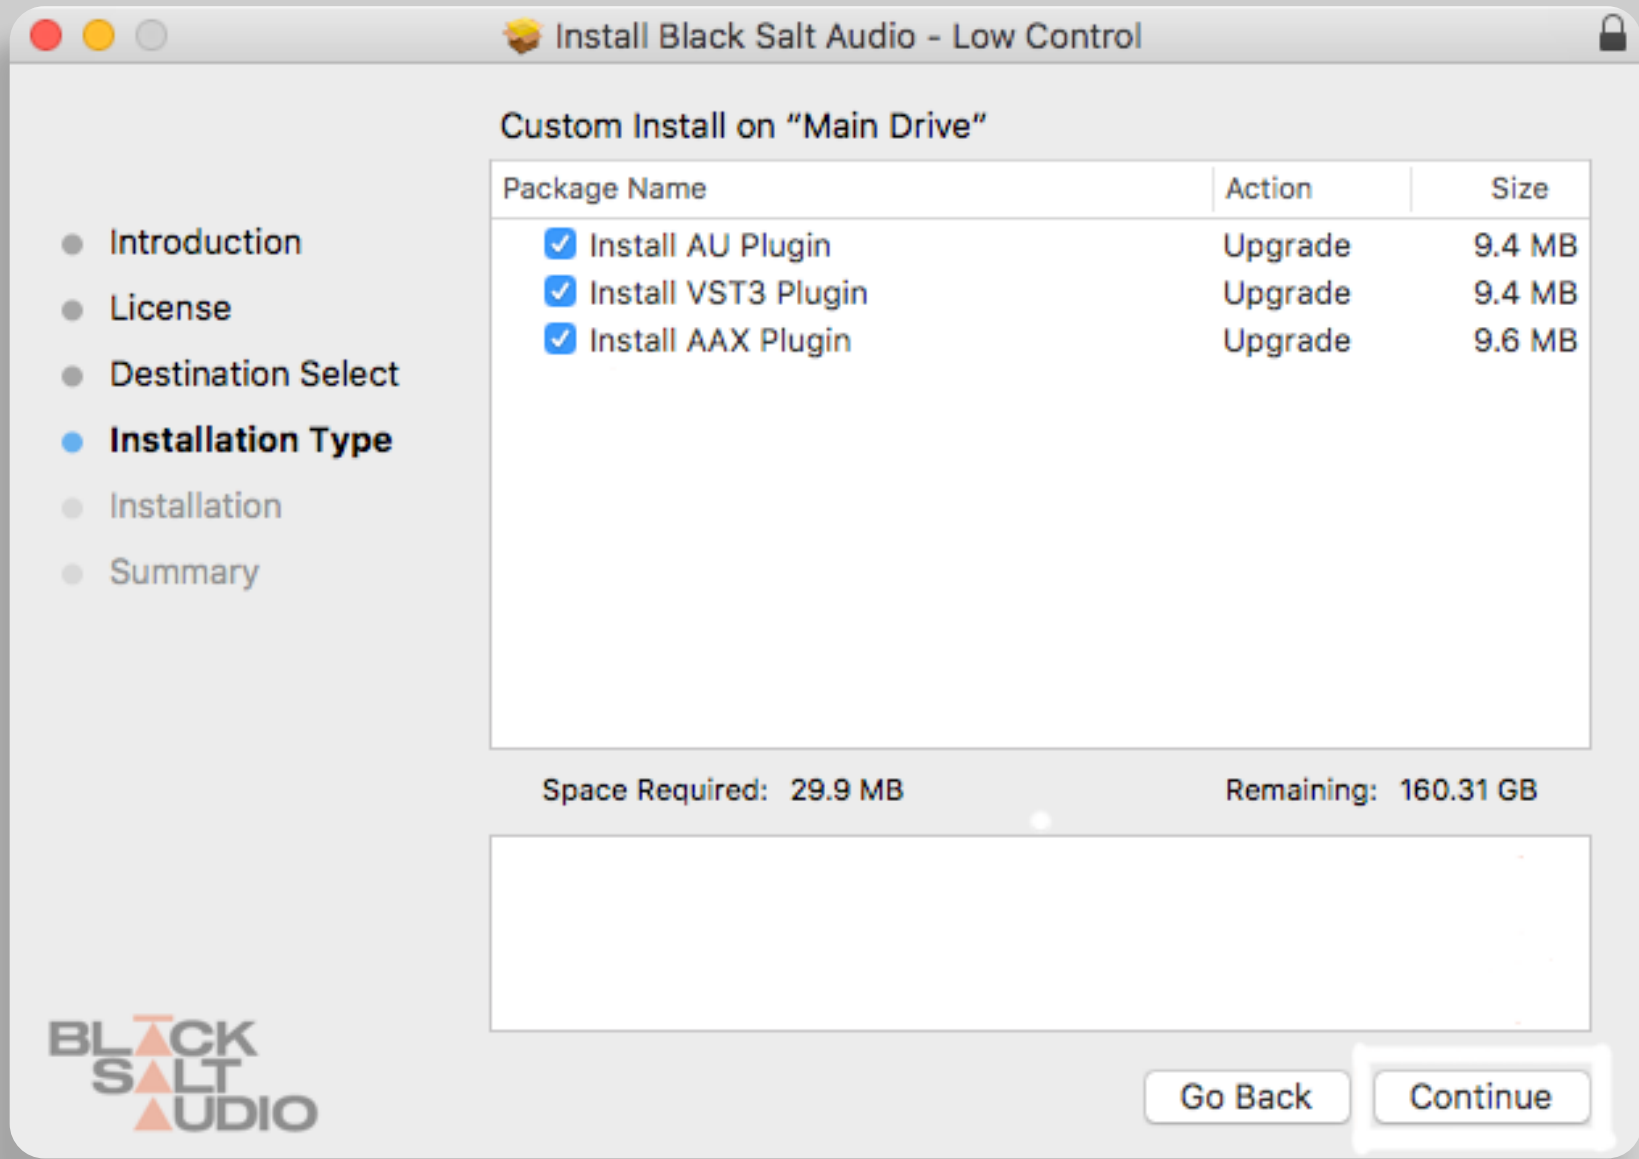 Install Black Salt Audio - Low Control
Custom Install on “Main Drive”
Package Name Action Size
Install AU Plugin Upgrade 9.4 MB
Install VST3 Plugin Upgrade 9.4 MB
Install AAX Plugin Upgrade 9.6 MB
Introduction
License
Destination Select
Installation Type
Installation
Summary
Space Required: 29.9 MB Remaining: 160.31 GB
BLACK
SALT
AUDIO
Go Back Continue